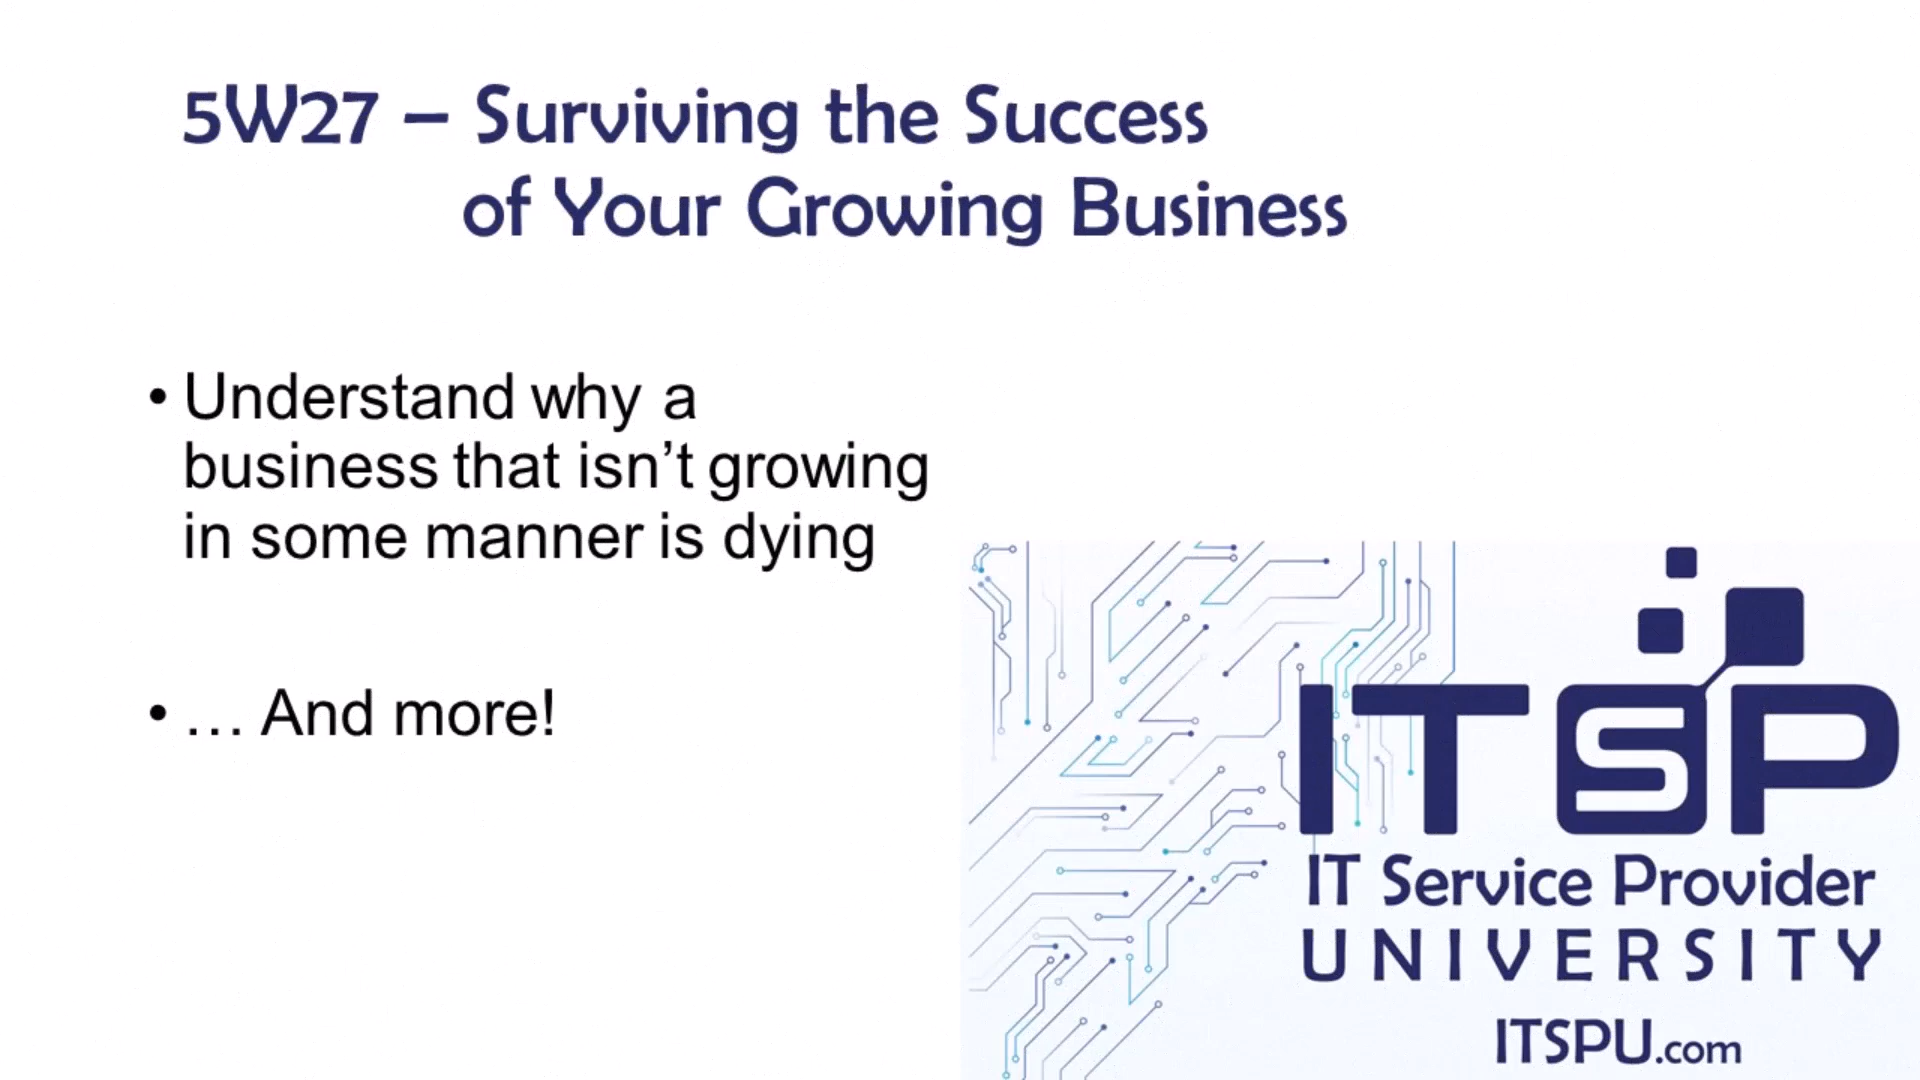 5W27 – Surviving the Success
of Your Growing Business
• Understand why a
business that isn’t growing
in some manner is dying
• … And more!
ITSP
IT Service Provider
UNIVERSITY
ITSPU.com